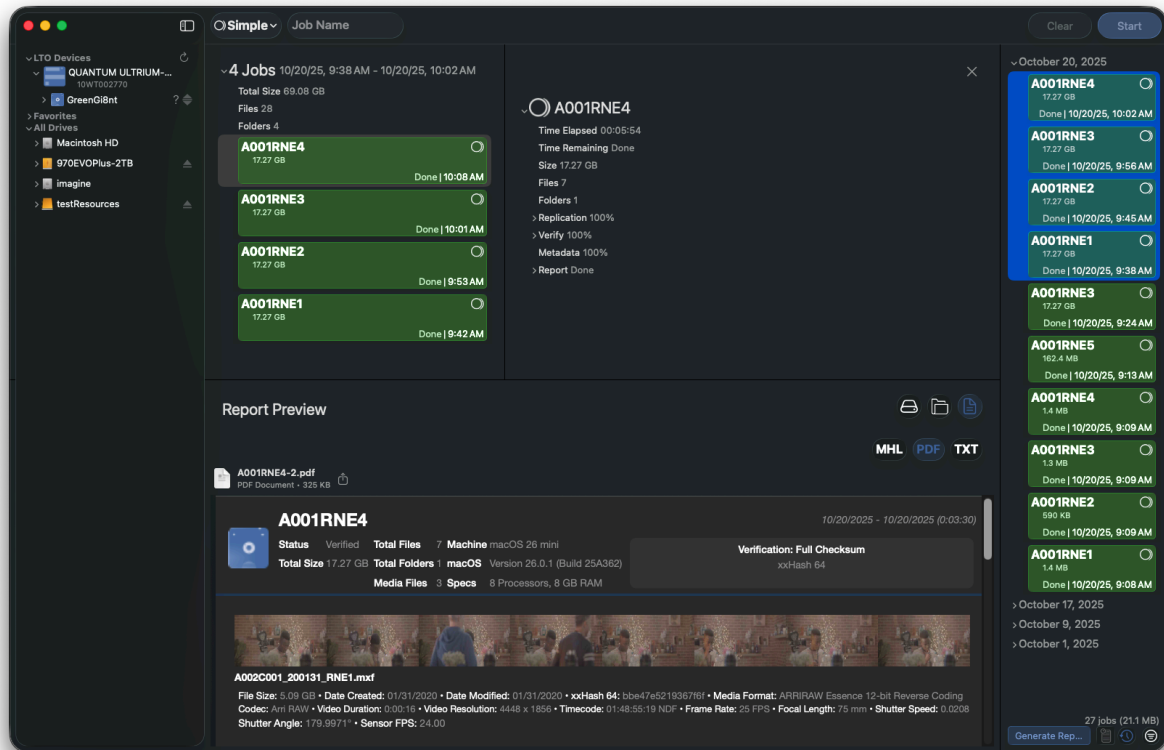 Simple
Job Name
Clear
Start
LTO Devices
QUANTUM ULTRIUM-...
10WT002770
GreenGi8nt
?
Favorites
All Drives
Macintosh HD
970EVOPlus-2TB
imagine
testResources
4 Jobs 10/20/25, 9:38 AM - 10/20/25, 10:02 AM
Total Size 69.08 GB
Files 28
Folders 4
A001RNE4
17.27 GB
Done | 10:08 AM
A001RNE3
17.27 GB
Done | 10:01 AM
A001RNE2
17.27 GB
Done | 9:53 AM
A001RNE1
17.27 GB
Done | 9:42 AM
A001RNE4
Time Elapsed 00:05:54
Time Remaining Done
Size 17.27 GB
Files 7
Folders 1
Replication 100%
Verify 100%
Metadata 100%
Report Done
Report Preview
MHL PDF TXT
A001RNE4-2.pdf
PDF Document • 325 KB
A001RNE4
10/20/2025 - 10/20/2025 (0:03:30)
Status Verified Total Files 7 Machine macOS 26 mini
Total Size 17.27 GB Total Folders 1 macOS Version 26.0.1 (Build 25A362)
Media Files 3 Specs 8 Processors, 8 GB RAM
Verification: Full Checksum
xxHash 64
A002C001_200131_RNE1.mxf
File Size: 5.09 GB • Date Created: 01/31/2020 • Date Modified: 01/31/2020 • xxHash 64: bbe47e5219367f6f • Media Format: ARRIRAW Essence 12-bit Reverse Coding
Codec: Arri RAW • Video Duration: 0:00:16 • Video Resolution: 4448 x 1856 • Timecode: 01:48:55:19 NDF • Frame Rate: 25 FPS • Focal Length: 75 mm • Shutter Speed: 0.0208
Shutter Angle: 179.9971° • Sensor FPS: 24.00
October 20, 2025
A001RNE4
17.27 GB
Done | 10/20/25, 10:02 AM
A001RNE3
17.27 GB
Done | 10/20/25, 9:56 AM
A001RNE2
17.27 GB
Done | 10/20/25, 9:45 AM
A001RNE1
17.27 GB
Done | 10/20/25, 9:38 AM
A001RNE3
17.27 GB
Done | 10/20/25, 9:24 AM
A001RNE5
162.4 MB
Done | 10/20/25, 9:13 AM
A001RNE4
1.4 MB
Done | 10/20/25, 9:09 AM
A001RNE3
1.3 MB
Done | 10/20/25, 9:09 AM
A001RNE2
590 KB
Done | 10/20/25, 9:09 AM
A001RNE1
1.4 MB
Done | 10/20/25, 9:08 AM
October 17, 2025
October 9, 2025
October 1, 2025
27 jobs (21.1 MB)
Generate Rep...